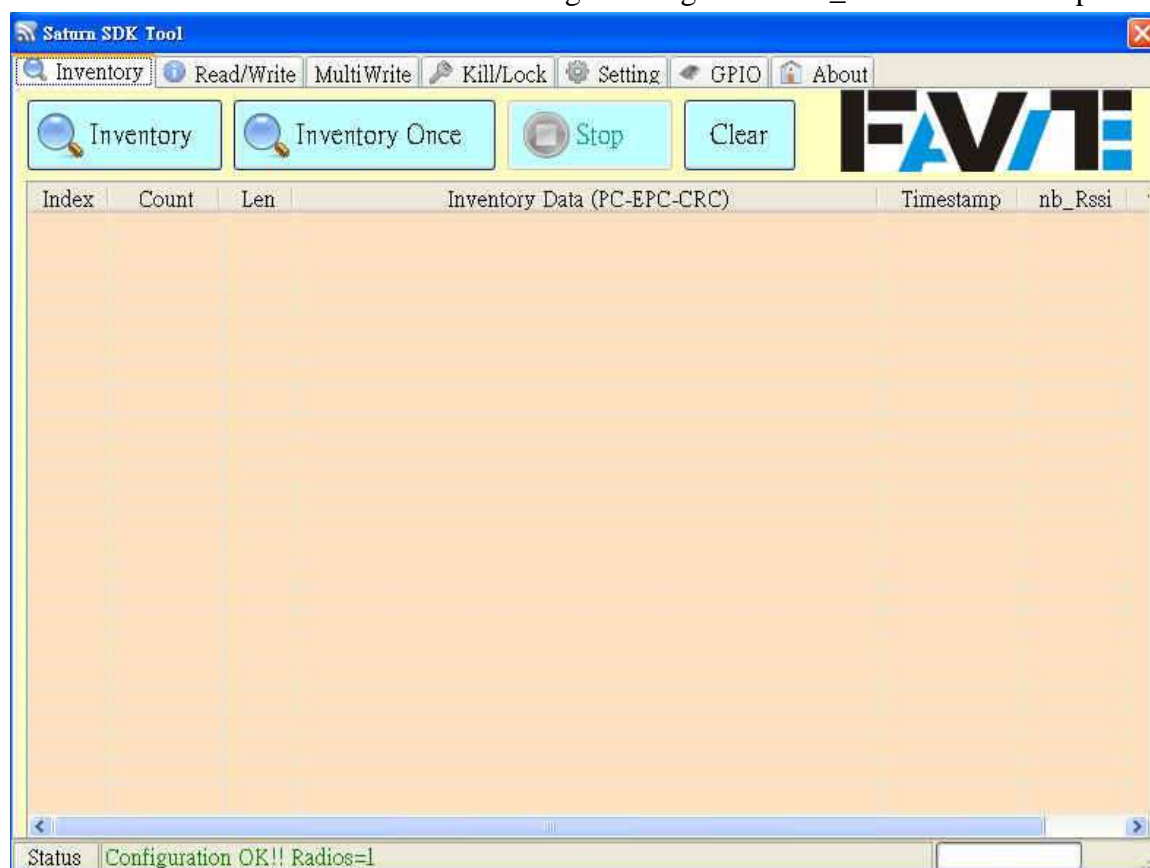 Saturn SDK Tool
Inventory Read/Write MultiWrite Kill/Lock Setting GPIO About
Inventory Inventory Once Stop Clear FAVITE
Index Count Len Inventory Data (PC-EPC-CRC) Timestamp nb_Rssi
Status Configuration OK!! Radios=1